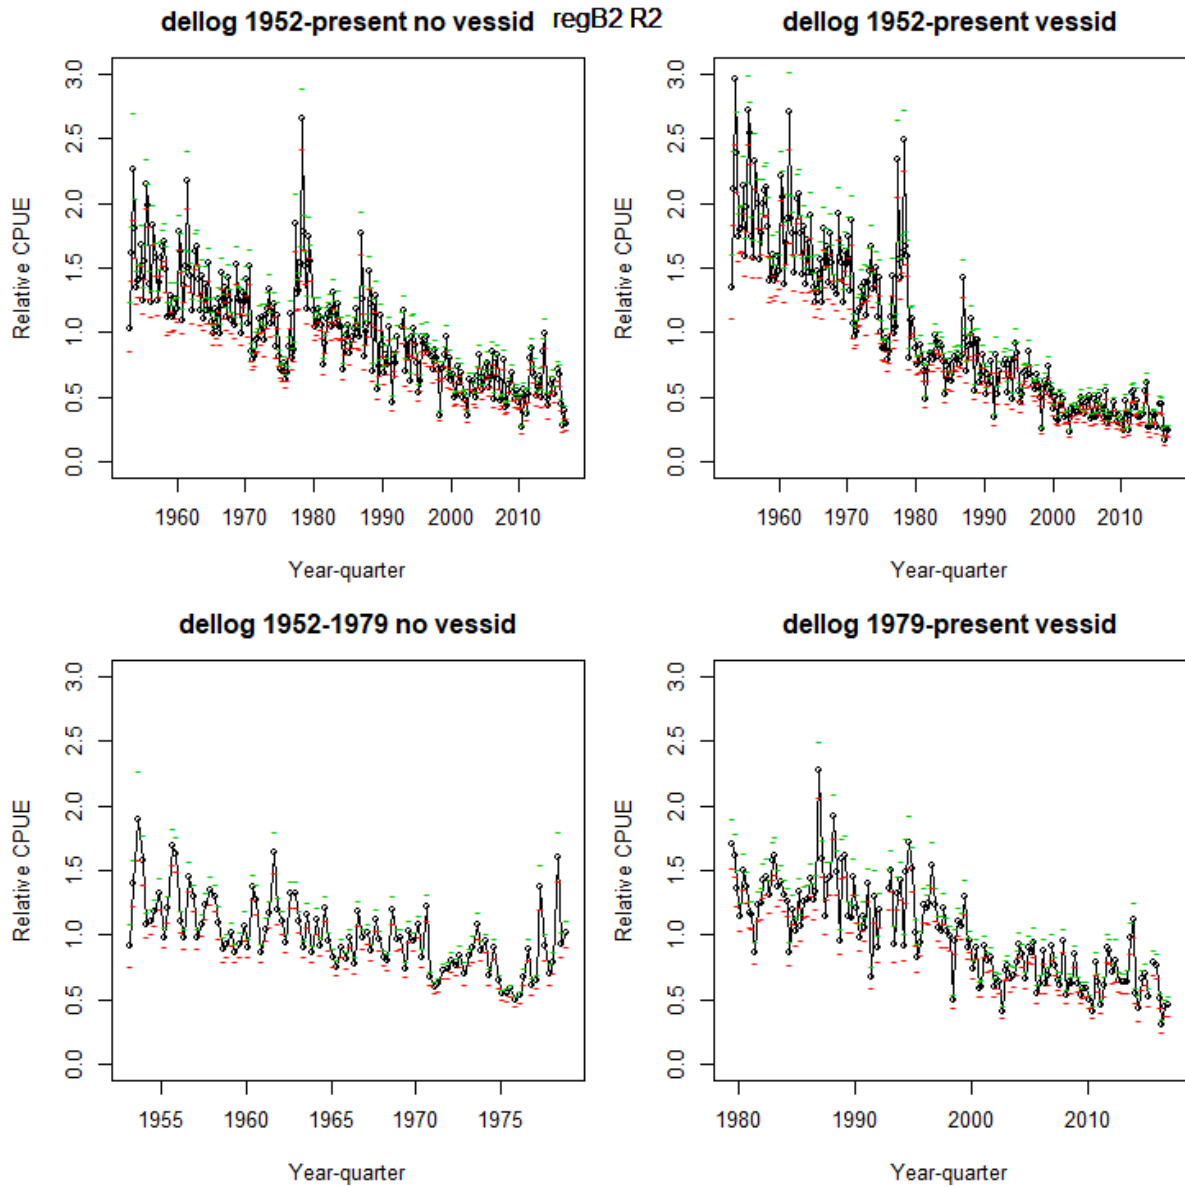 dellog 1952-present no vessid
regB2 R2
dellog 1952-present vessid
Relative CPUE
3.0
2.5
2.0
1.5
1.0
0.5
0.0
1960 1970 1980 1990 2000 2010
Year-quarter
Relative CPUE
3.0
2.5
2.0
1.5
1.0
0.5
0.0
1960 1970 1980 1990 2000 2010
Year-quarter
dellog 1952-1979 no vessid
Relative CPUE
3.0
2.5
2.0
1.5
1.0
0.5
0.0
1955 1960 1965 1970 1975
Year-quarter
dellog 1979-present vessid
Relative CPUE
3.0
2.5
2.0
1.5
1.0
0.5
0.0
1980 1990 2000 2010
Year-quarter